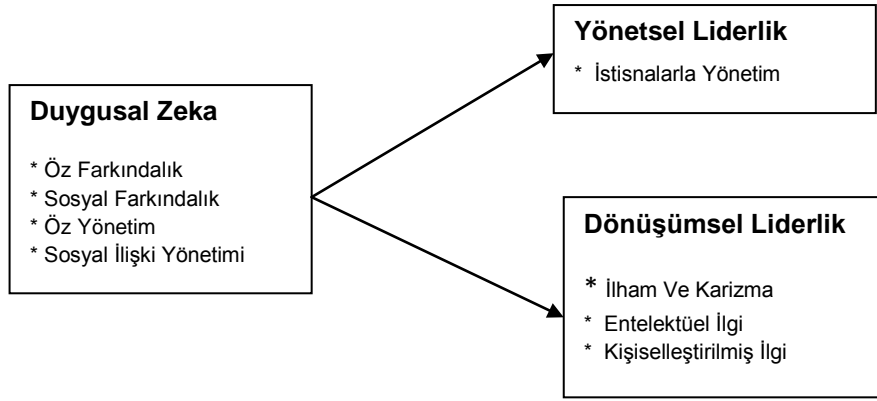 Duygusal Zeka
* Öz Farkındalık
* Sosyal Farkındalık
* Öz Yönetim
* Sosyal İlişki Yönetimi
Yönetsel Liderlik
* İstisnalarla Yönetim
Dönüşümsel Liderlik
* İlham Ve Karizma
* Entelektüel İlgi
* Kişiselleştirilmiş İlgi